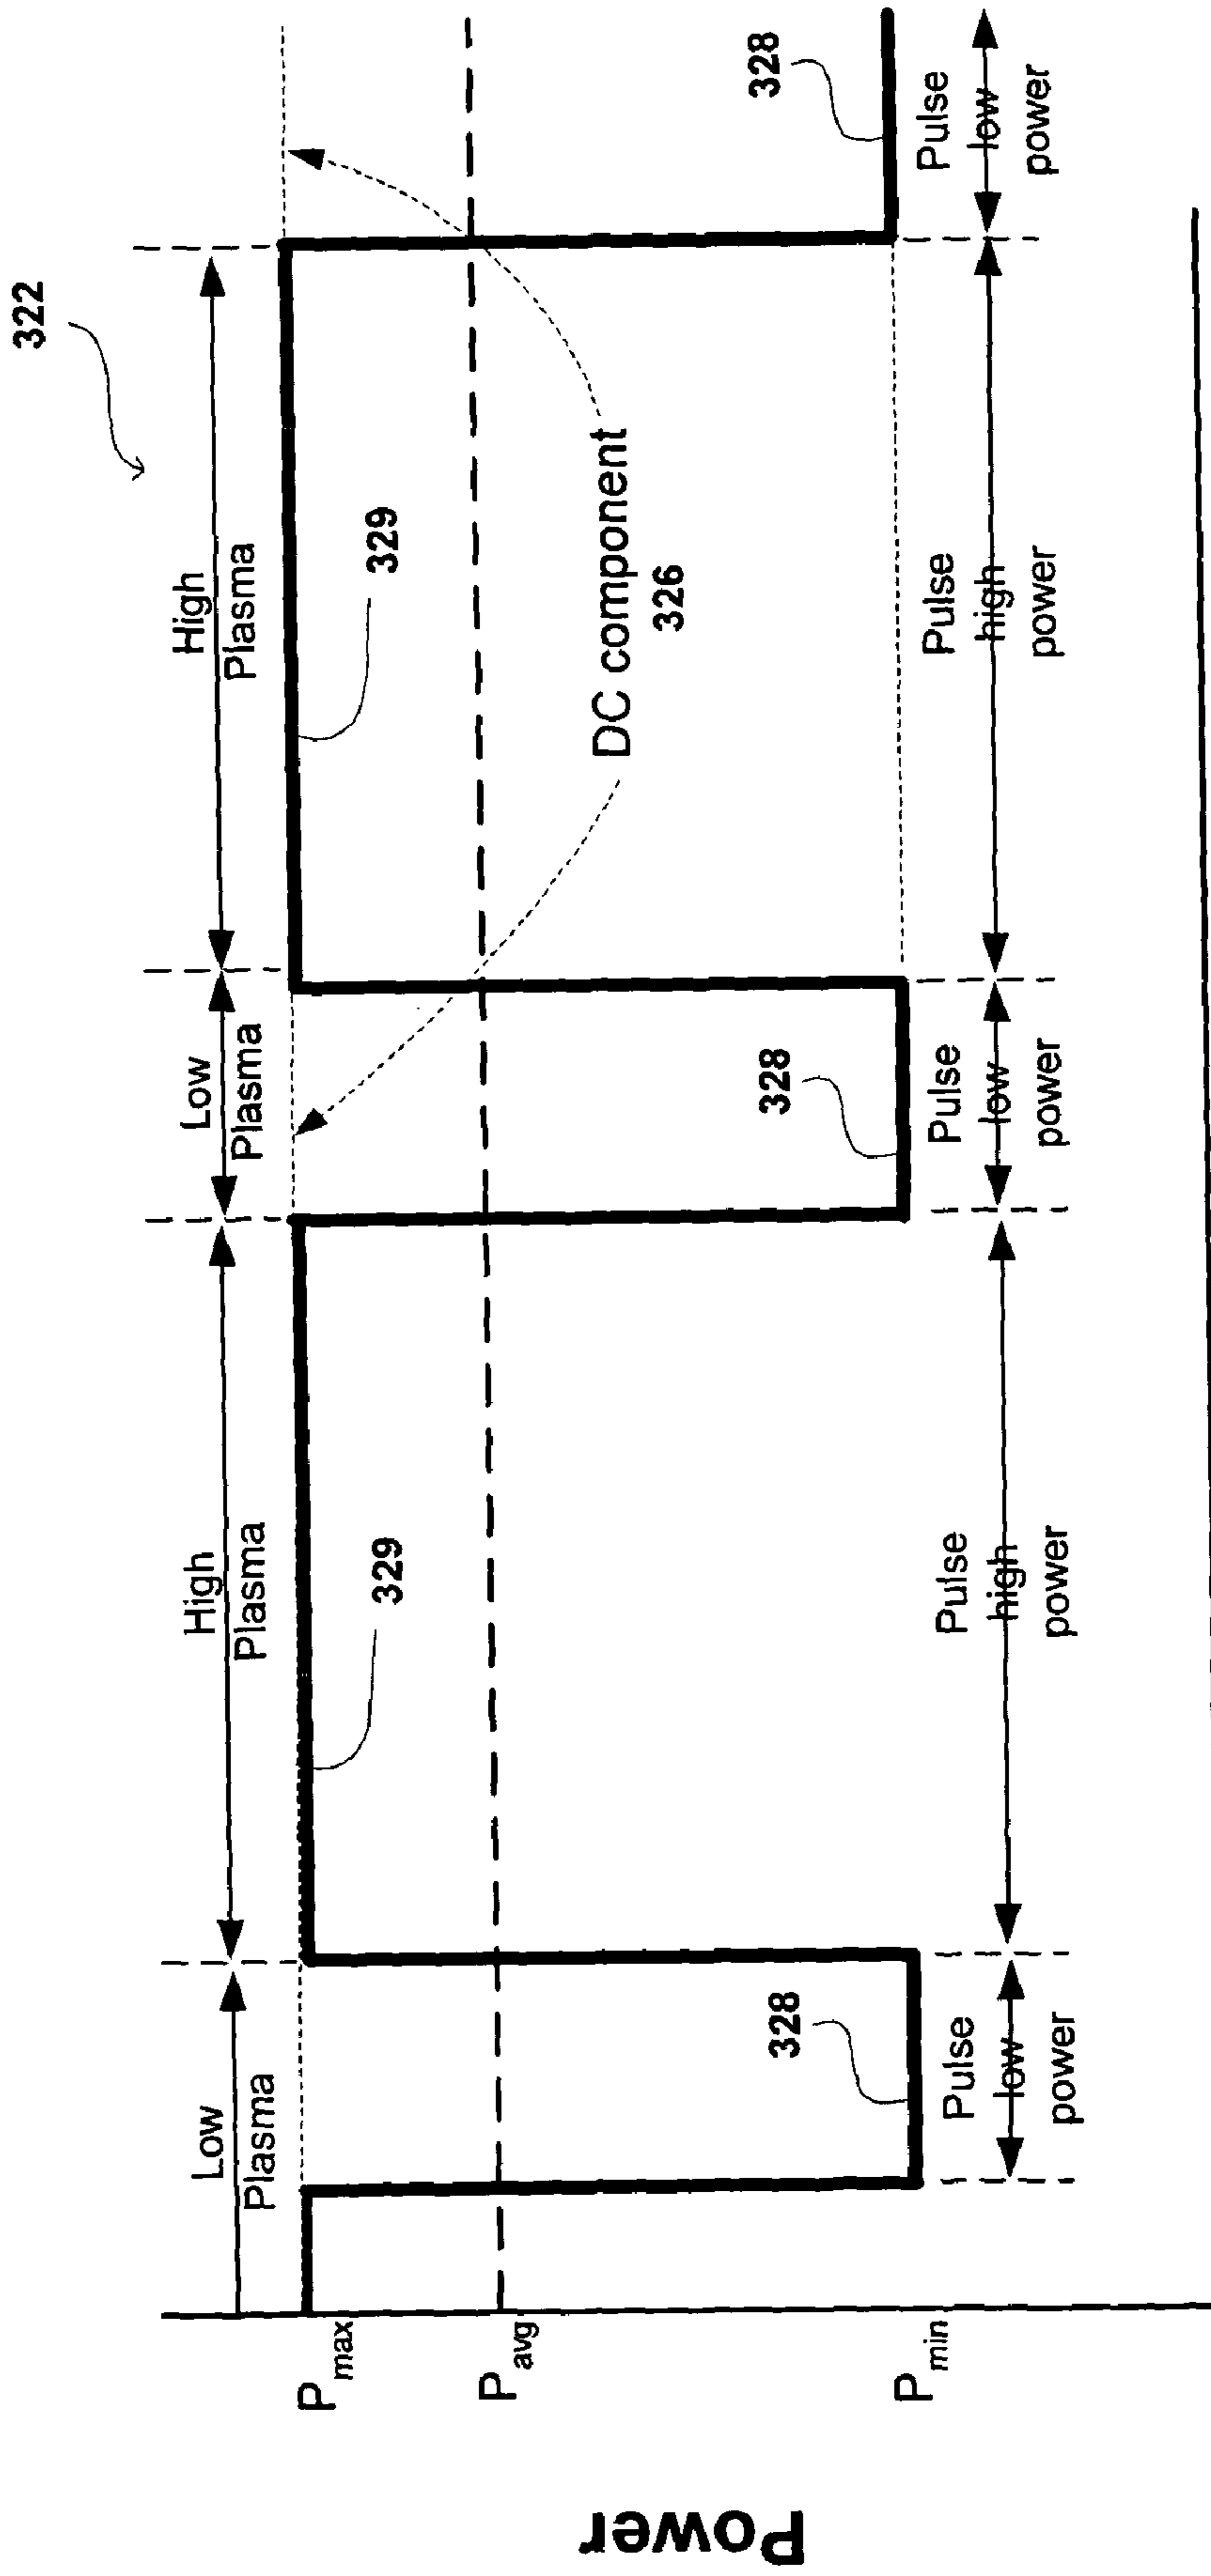 322
Low
Plasma
High
Plasma
Low
Plasma
High
Plasma
P max
329
329
P avg
DC component
326
328
328
328
P min
Pulse
low
power
Pulse
high
power
Pulse
low
power
Pulse
high
power
Pulse
low
power
Power